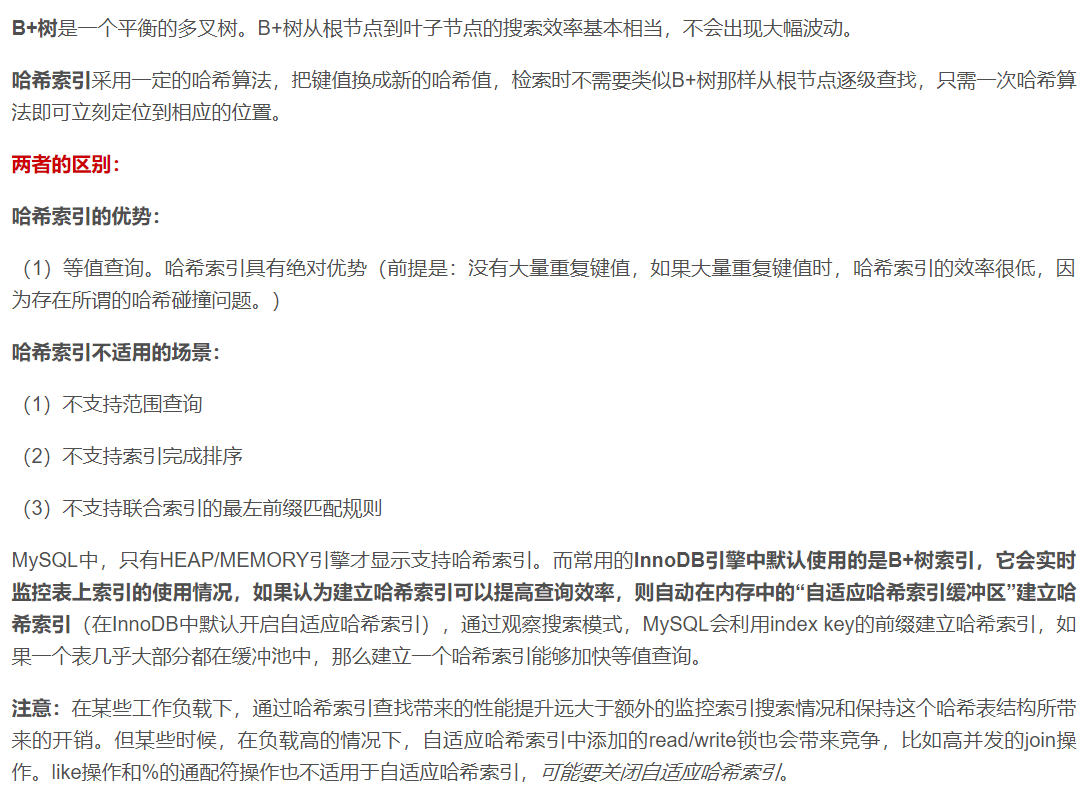 B+树是一个平衡的多叉树。B+树从根节点到叶子节点的搜索效率基本相当，不会出现大幅波动。
哈希索引采用一定的哈希算法，把键值换成新的哈希值，检索时不需要类似B+树那样从根节点逐级查找，只需一次哈希算
法即可立刻定位到相应的位置。
两者的区别：
哈希索引的优势：
（1）等值查询。哈希索引具有绝对优势（前提是：没有大量重复键值，如果大量重复键值时，哈希索引的效率很低，因
为存在所谓的哈希碰撞问题。）
哈希索引不适用的场景：
（1）不支持范围查询
（2）不支持索引完成排序
（3）不支持联合索引的最左前缀匹配规则
MySQL中，只有HEAP/MEMORY引擎才显示支持哈希索引。而常用的InnoDB引擎中默认使用的是B+树索引，它会实时
监控表上索引的使用情况，如果认为建立哈希索引可以提高查询效率，则自动在内存中的“自适应哈希索引缓冲区”建立哈
希索引（在InnoDB中默认开启自适应哈希索引），通过观察搜索模式，MySQL会利用index key的前缀建立哈希索引，如
果一个表几乎大部分都在缓冲池中，那么建立一个哈希索引能够加快等值查询。
注意：在某些工作负载下，通过哈希索引查找带来的性能提升远大于额外的监控索引搜索情况和保持这个哈希表结构所带
来的开销。但某些时候，在负载高的情况下，自适应哈希索引中添加的read/write锁也会带来竞争，比如高并发的join操
作。like操作和%的通配符操作也不适用于自适应哈希索引，可能要关闭自适应哈希索引。